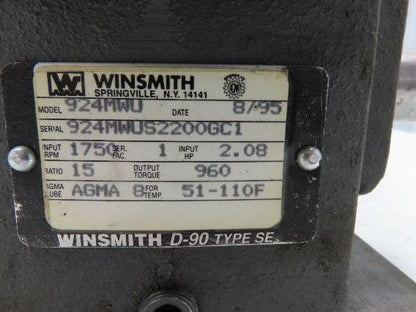 WINSMITH
SPRINGVILLE, N.Y. 14141
MODEL 924MWU DATE 8/95
SERIAL 924MWUS2200GC1
INPUT RPM 1750 SER. FAC. 1 INPUT HP 2.08
RATIO 15 OUTPUT TORQUE 960
AGMA LUBE AGMA 8 FOR TEMP. 51-110F
WINSMITH D-90 TYPE SE